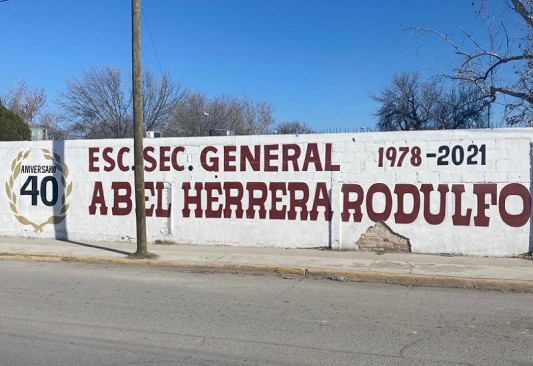 ANIVERSARIO
40
ESC. SEC. GENERAL 1978-2021
ABEL HERRERA RODULFO